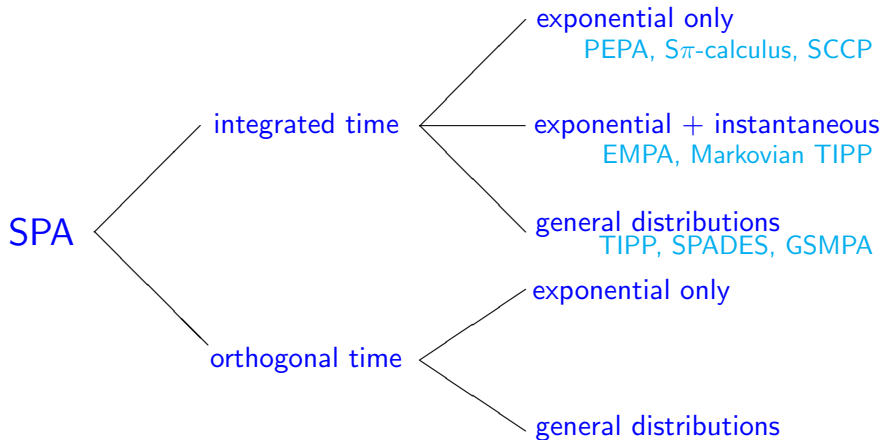 exponential only
PEPA, Sπ-calculus, SCCP
integrated time
exponential + instantaneous
EMPA, Markovian TIPP
general distributions
TIPP, SPADES, GSMPA
SPA
exponential only
orthogonal time
general distributions